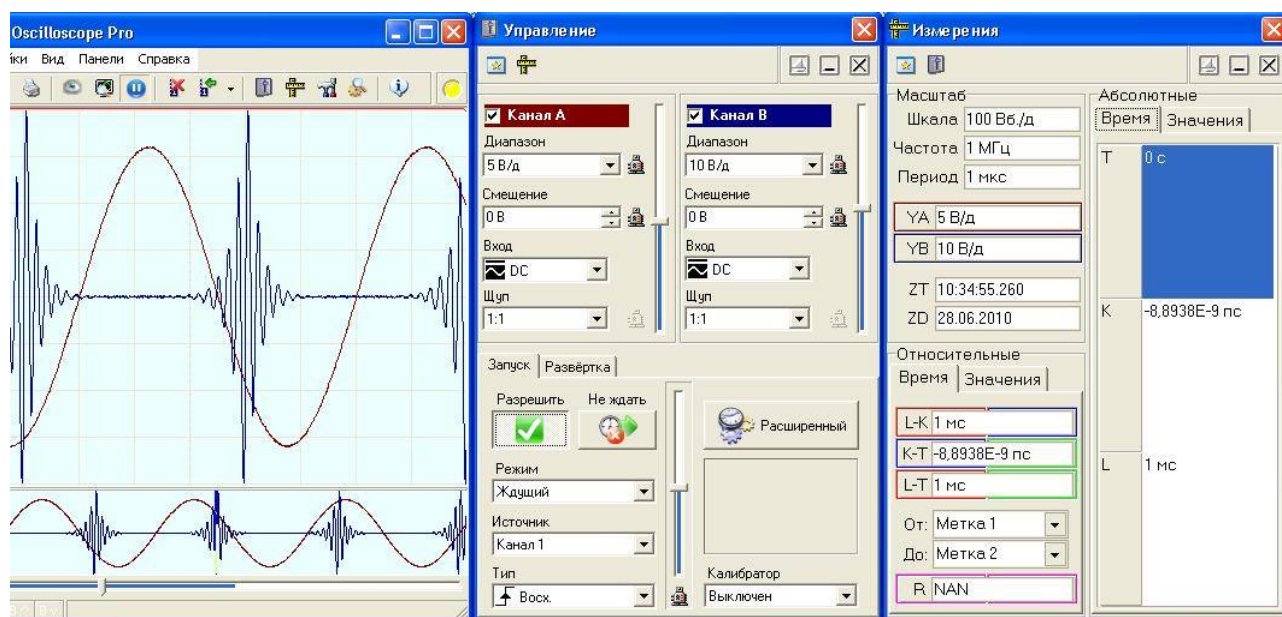 Oscilloscope Pro
йки Вид Панели Справка
Управление
Канал A
Диапазон
5 В/д
Смещение
0 В
Вход
DC
Щуп
1:1
Канал B
Диапазон
10 В/д
Смещение
0 В
Вход
DC
Щуп
1:1
Запуск Развёртка
Разрешить Не ждать
Расширенный
Режим
Ждущий
Источник
Канал 1
Тип
Восх.
Калибратор
Выключен
Измерения
Масштаб
Шкала 100 Вб./д
Частота 1 МГц
Период 1 мкс
YA 5 В/д
YB 10 В/д
ZT 10:34:55.260
ZD 28.06.2010
Относительные
Время Значения
L-K 1 мс
K-T -8,8938E-9 пс
L-T 1 мс
От: Метка 1
До: Метка 2
R NAN
Абсолютные
Время Значения
T 0 с
K -8,8938E-9 пс
L 1 мс